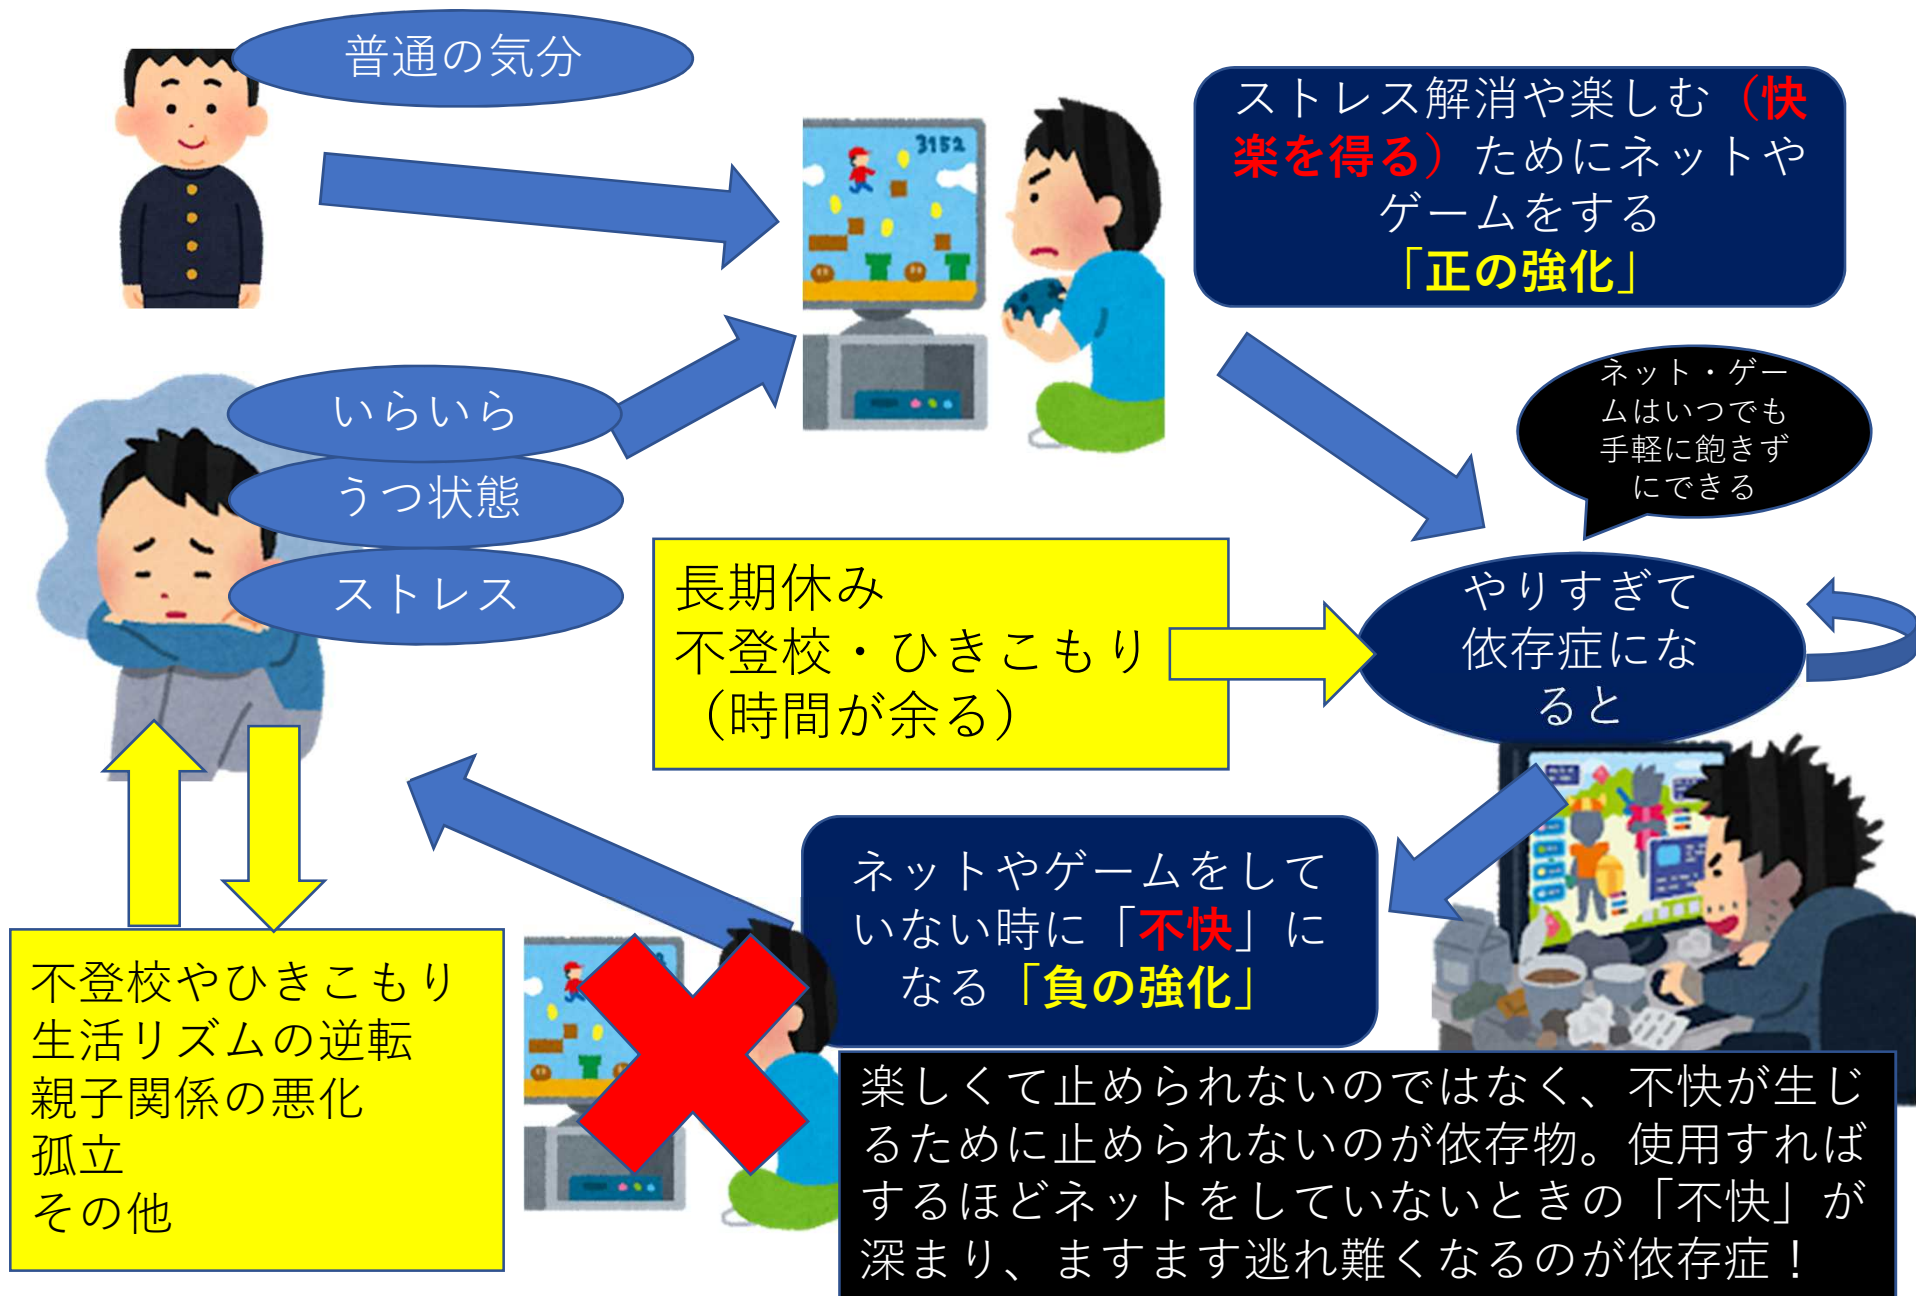 普通の気分
ストレス解消や楽しむ（快
楽を得る）ためにネットや
ゲームをする
「正の強化」
3152
いらいら
うつ状態
ストレス
ネット・ゲー
ムはいつでも
手軽に飽きず
にできる
長期休み
不登校・ひきこもり
（時間が余る）
やりすぎて
依存症にな
ると
ネットやゲームをして
いない時に「不快」に
なる「負の強化」
不登校やひきこもり
生活リズムの逆転
親子関係の悪化
孤立
その他
楽しくて止められないのではなく、不快が生じ
るために止められないのが依存物。使用すれば
するほどネットをしていないときの「不快」が
深まり、ますます逃れ難くなるのが依存症！